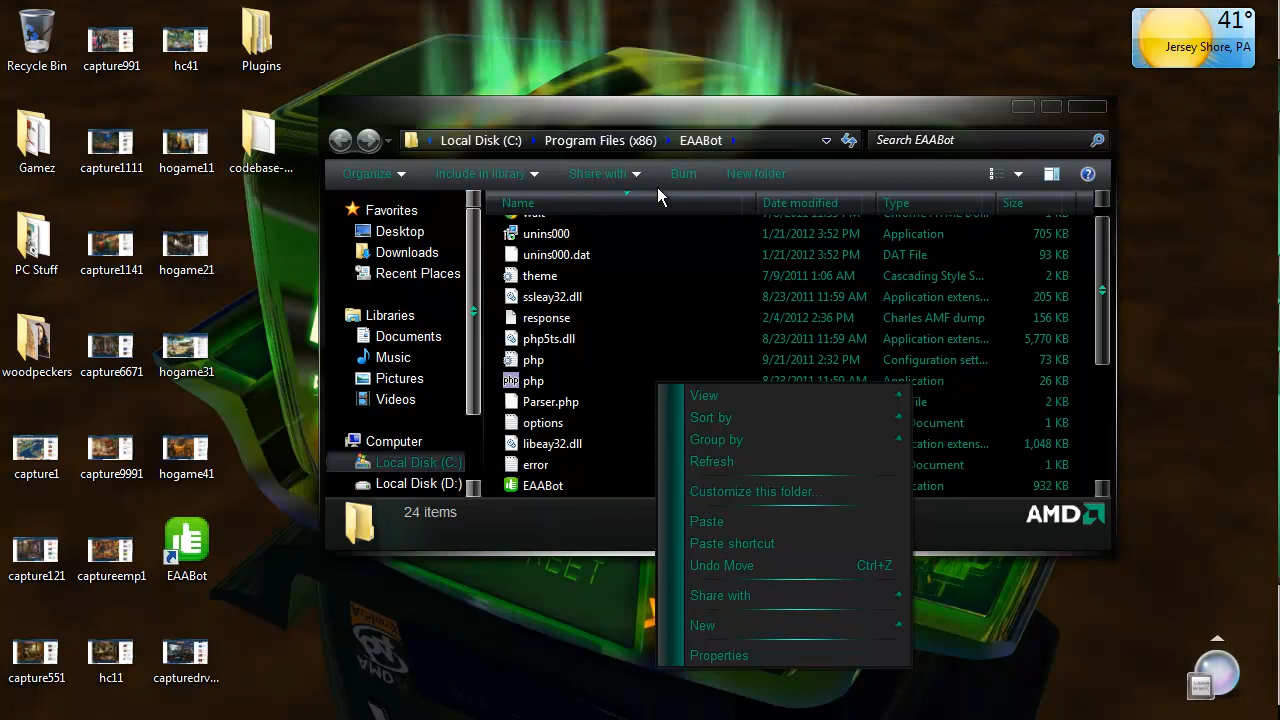 Recycle Bin
capture991
hc41
Plugins
41°
Jersey Shore, PA
Gamez
capture1111
hogame11
codebase-...
PC Stuff
capture1141
hogame21
woodpeckers
capture6671
hogame31
capture1
capture9991
hogame41
capture121
captureemp1
EAABot
capture551
hc11
capturedrv...
Local Disk (C:)
Program Files (x86)
EAABot
Search EAABot
Organize
Include in library
Share with
Burn
New folder
Favorites
Desktop
Downloads
Recent Places
Libraries
Documents
Music
Pictures
Videos
Computer
Local Disk (C:)
Local Disk (D:)
Name Date modified Type Size
unins000 1/21/2012 3:52 PM Application 705 KB
unins000.dat 1/21/2012 3:52 PM DAT File 93 KB
theme 7/9/2011 1:06 AM Cascading Style S... 2 KB
ssleay32.dll 8/23/2011 11:59 AM Application extens... 205 KB
response 2/4/2012 2:36 PM Charles AMF dump 156 KB
php5ts.dll 8/23/2011 11:59 AM Application extens... 5,770 KB
php 9/21/2011 2:32 PM Configuration sett... 73 KB
php 8/23/2011 11:59 AM Application 26 KB
Parser.php File 2 KB
options Document 1 KB
libeay32.dll extens... 1,048 KB
error Document 1 KB
EAABot 932 KB
24 items
AMD
View
Sort by
Group by
Refresh
Customize this folder...
Paste
Paste shortcut
Undo Move Ctrl+Z
Share with
New
Properties